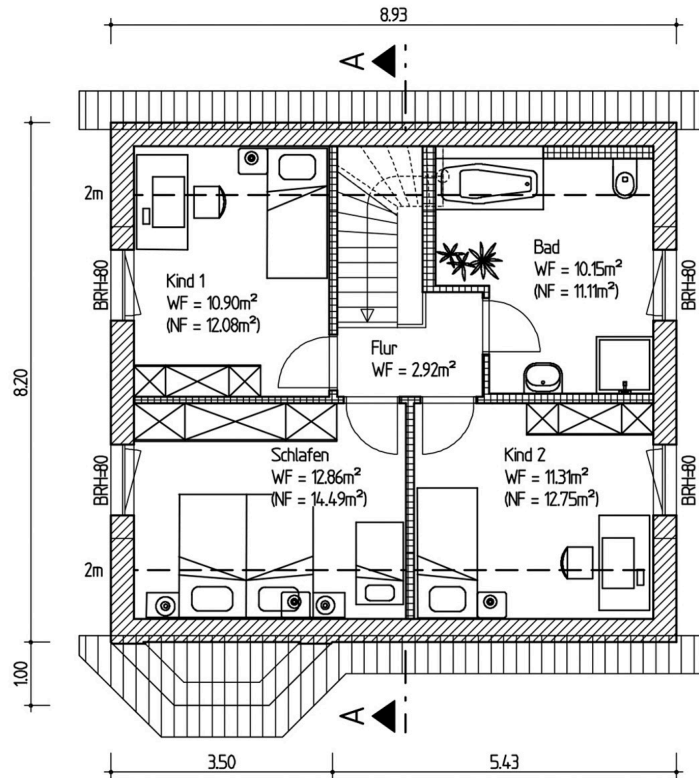 8.93
A
2m
Kind 1
WF = 10.90m²
(NF = 12.08m²)
BRH=80
Bad
WF = 10.15m²
(NF = 11.11m²)
BRH=80
Flur
WF = 2.92m²
8.20
Schlafen
WF = 12.86m²
(NF = 14.49m²)
BRH=80
Kind 2
WF = 11.31m²
(NF = 12.75m²)
BRH=80
2m
1.00
A
3.50
5.43